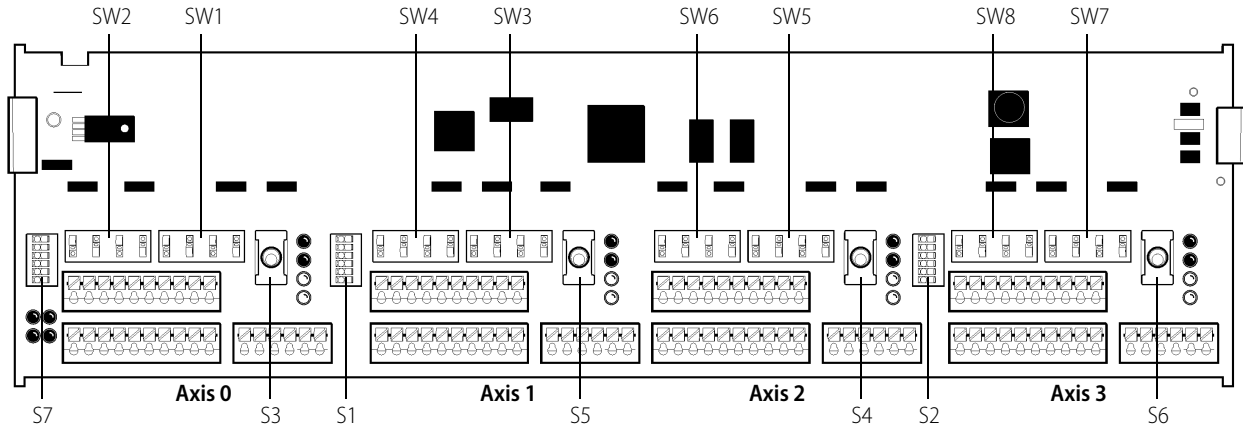 SW2 SW1 SW4 SW3 SW6 SW5 SW8 SW7
Axis 0 Axis 1 Axis 2 Axis 3
S7 S3 S1 S5 S4 S2 S6